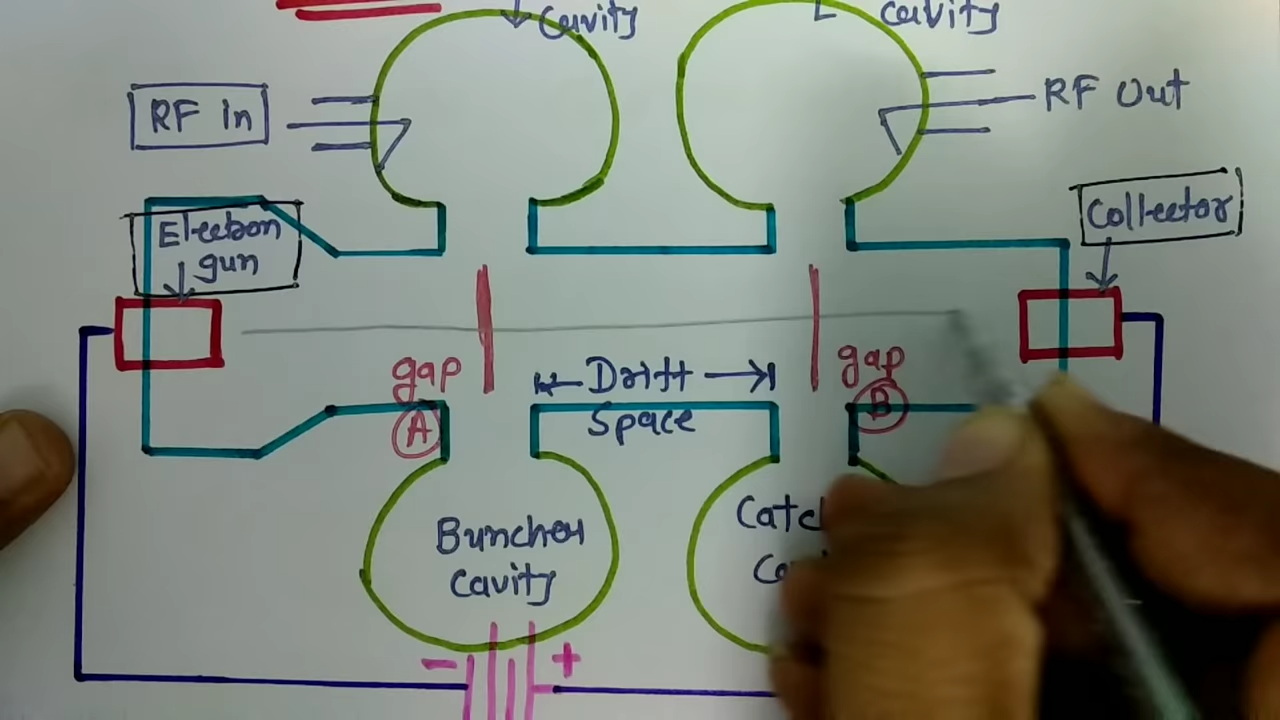 Cavity
Cavity
RF in
RF Out
Electron
gun
Collector
gap
A
Drift
Space
gap
B
Buncher
Cavity
- +